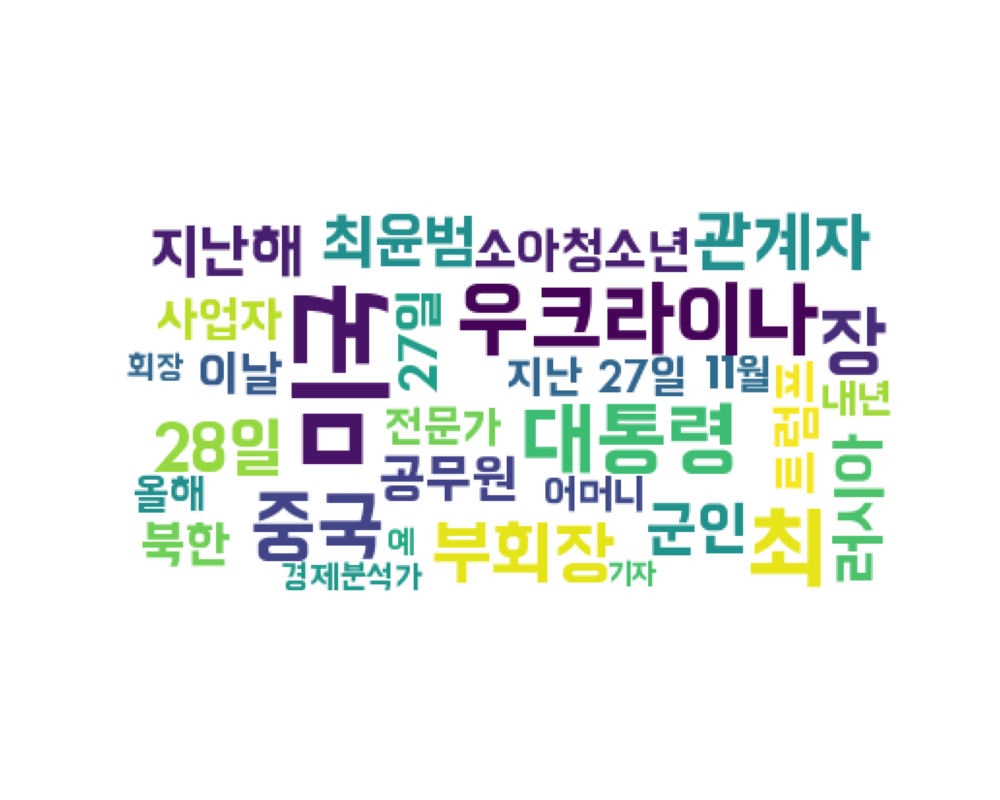 지난해 최윤범 소아청소년 관계자
사업자 미국 27일 우크라이나 장
회장 이날 지난 27일 11월 트럼프 내년
28일 전문가 대통령 러시아
올해 공무원 어머니
북한 중국 예 부회장 군인 최
경제분석가 기자